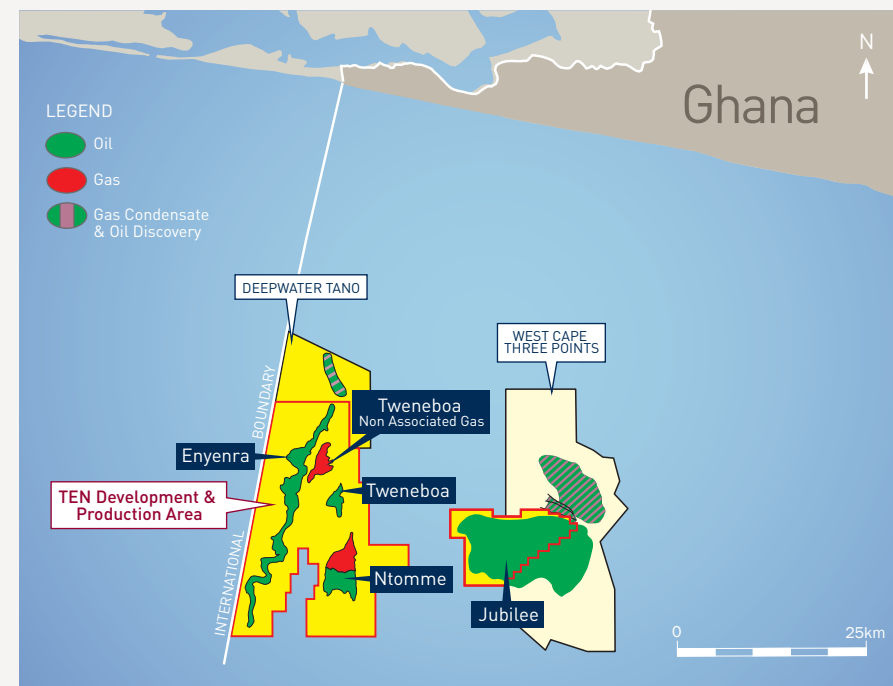 N
Ghana
LEGEND
Oil
Gas
Gas Condensate
& Oil Discovery
DEEPWATER TANO
WEST CAPE
THREE POINTS
INTERNATIONAL BOUNDARY
Tweneboa
Non Associated Gas
Enyenra
Tweneboa
TEN Development &
Production Area
Ntomme
Jubilee
0 25km